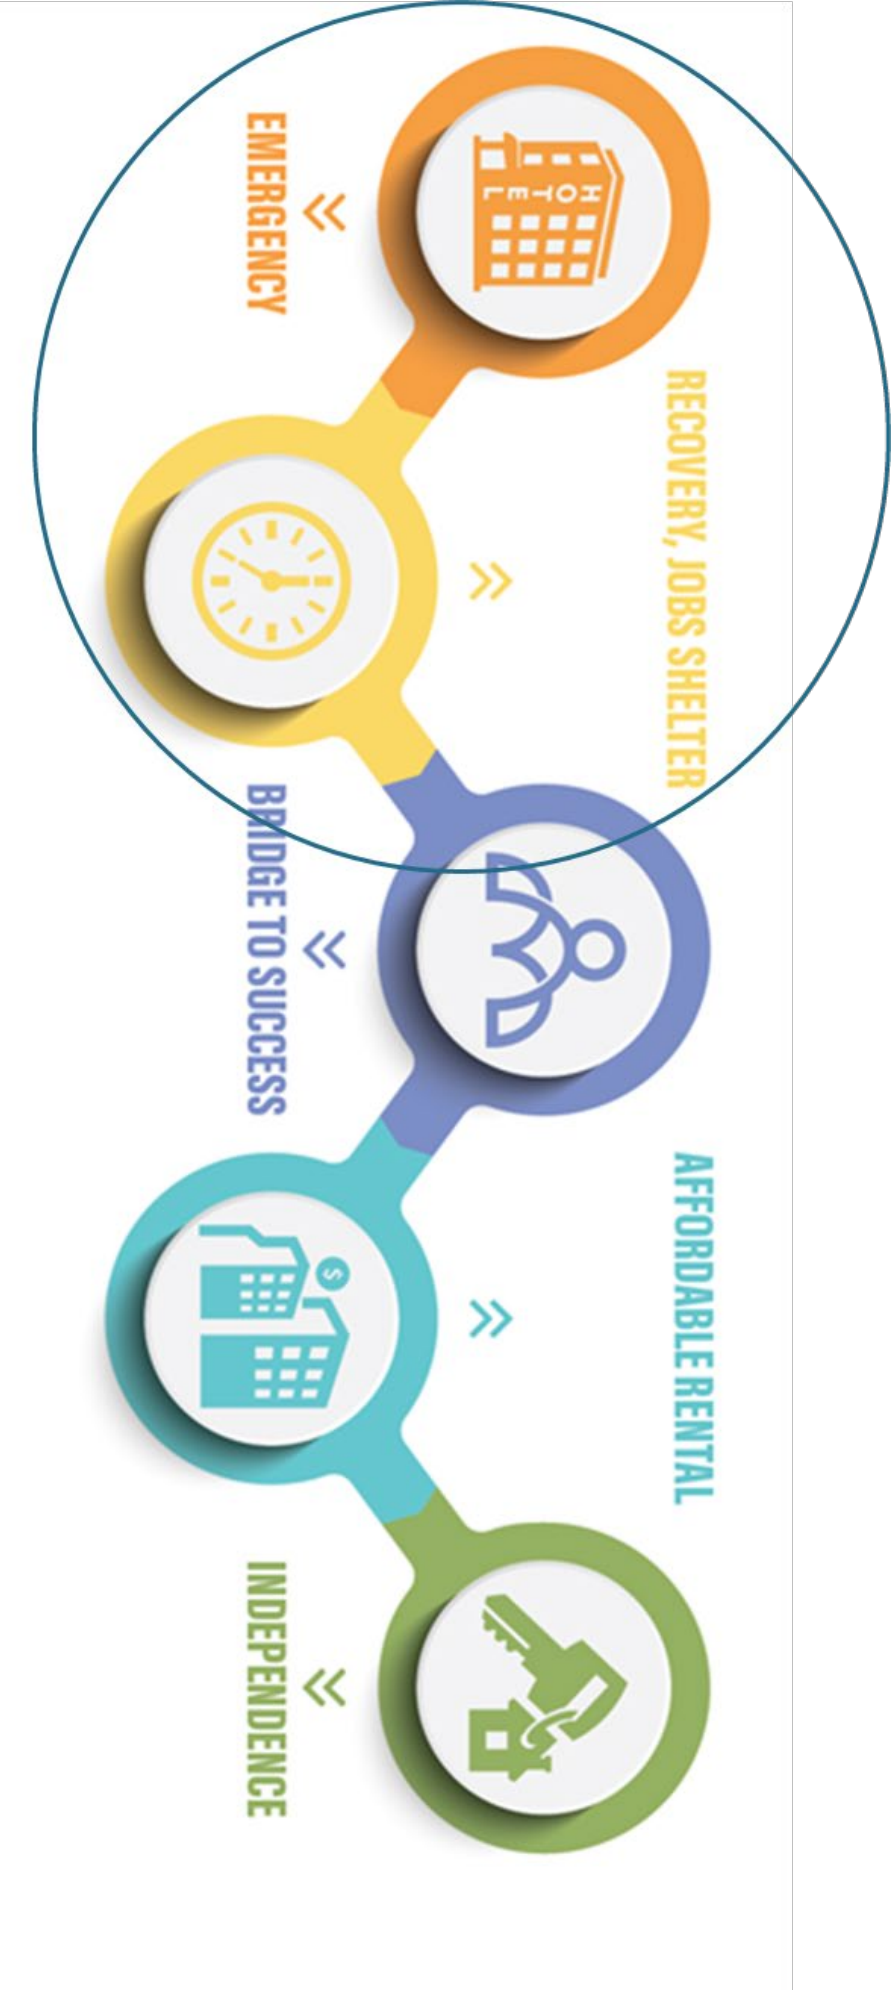 EMERGENCY
HOTEL
RECOVERY, JOBS SHELTER
BRIDGE TO SUCCESS
AFFORDABLE RENTAL
$
INDEPENDENCE